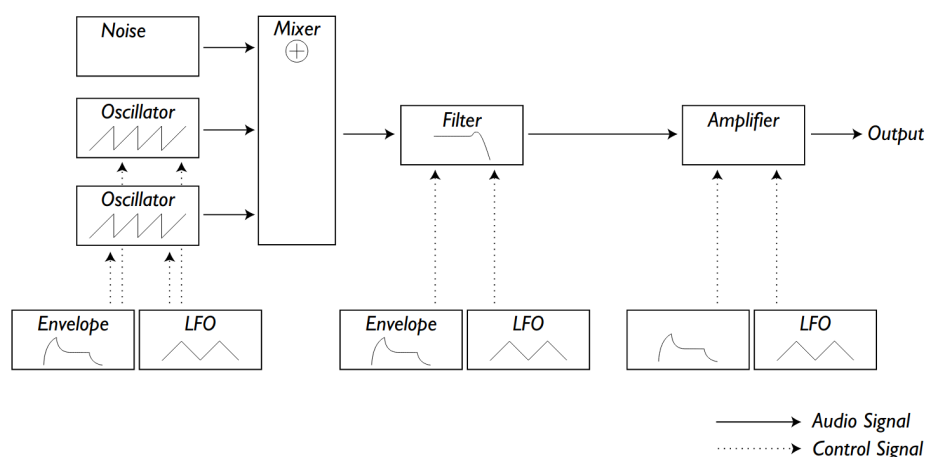 Noise
Mixer
Oscillator
Filter
Amplifier
Output
Oscillator
Envelope
LFO
Envelope
LFO
LFO
Audio Signal
Control Signal